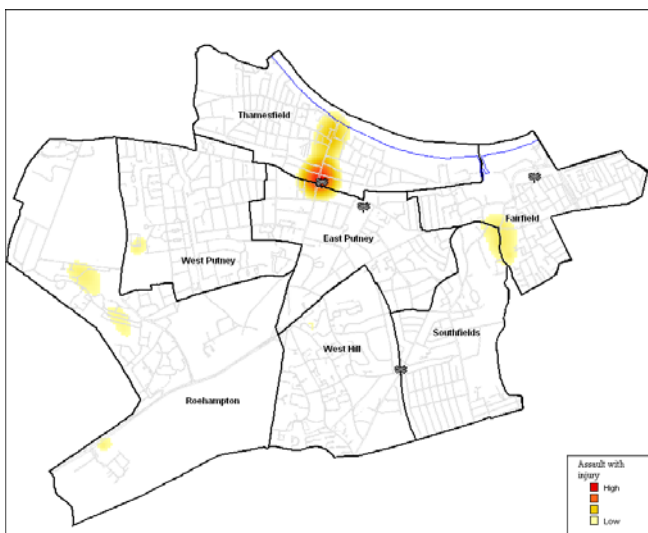 Thamesfield
Fairfield
East Putney
West Putney
Southfields
West Hill
Roehampton
Assault with
injury
High
Low